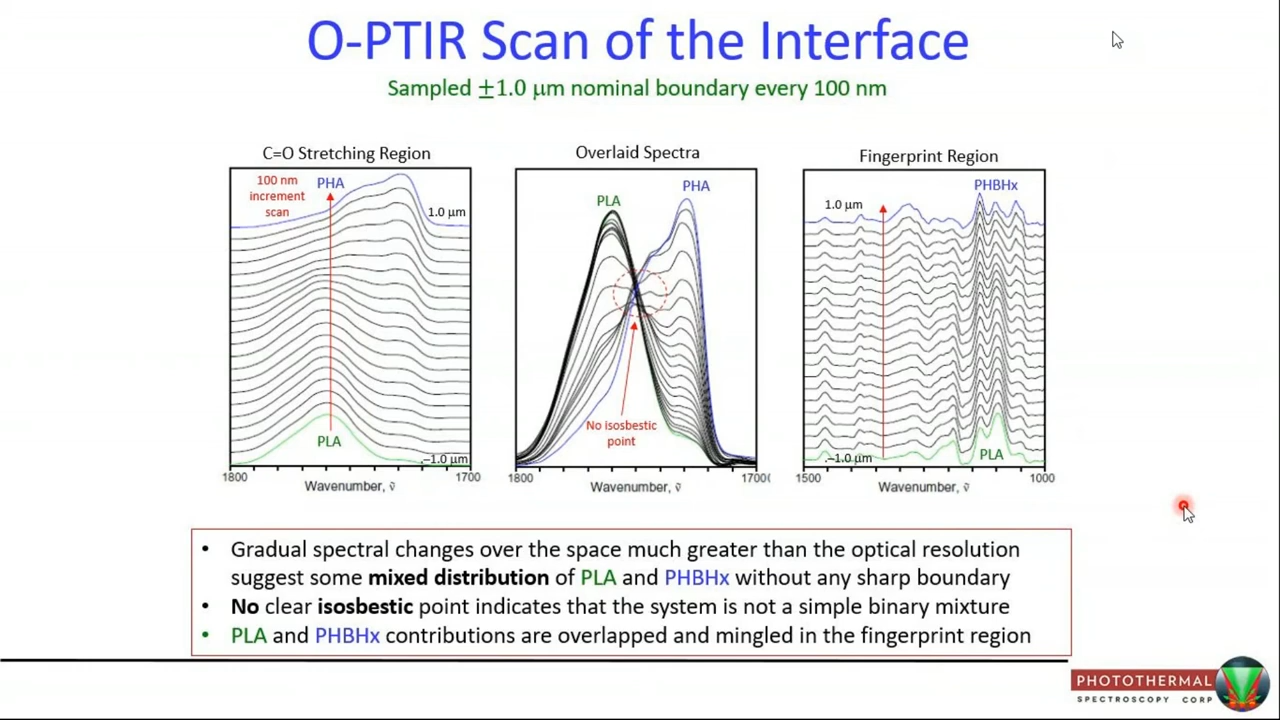 O-PTIR Scan of the Interface
Sampled ±1.0 µm nominal boundary every 100 nm
C=O Stretching Region
100 nm
increment
scan
PHA
1.0 µm
PLA
–1.0 µm
1800
1700
Wavenumber, ν̃
Overlaid Spectra
PLA
PHA
No isosbestic
point
1800
1700(
Wavenumber, ν̃
Fingerprint Region
PHBHx
1.0 µm
–1.0 µm
PLA
1500
1000
Wavenumber, ν̃
• Gradual spectral changes over the space much greater than the optical resolution
suggest some mixed distribution of PLA and PHBHx without any sharp boundary
• No clear isosbestic point indicates that the system is not a simple binary mixture
• PLA and PHBHx contributions are overlapped and mingled in the fingerprint region
PHOTOTHERMAL
SPECTROSCOPY CORP